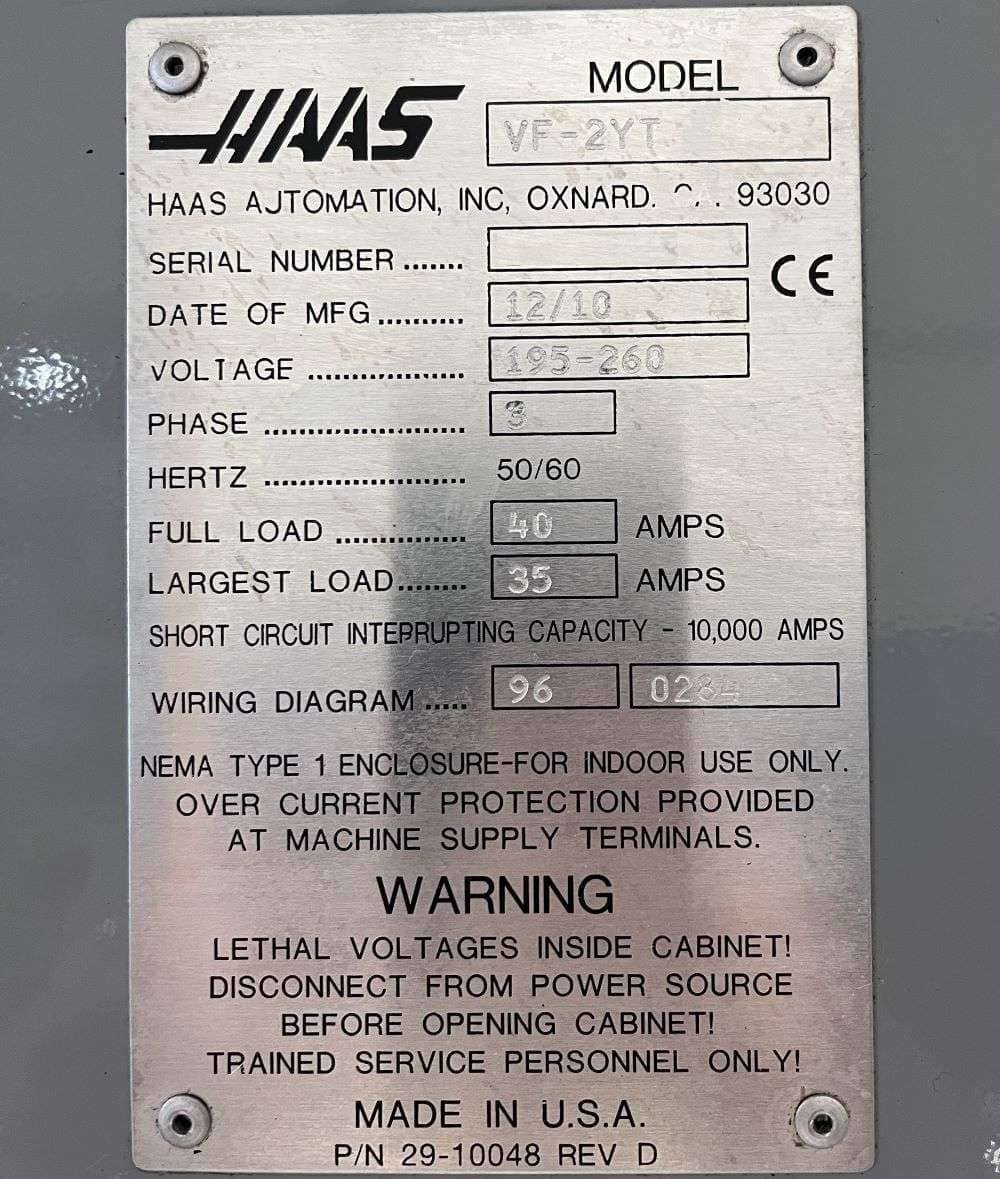 HAAS
MODEL
VF-2YT
HAAS AUTOMATION, INC, OXNARD. 93030
SERIAL NUMBER .......
CE
DATE OF MFG.......... 12/10
VOLTAGE .................. 195-260
PHASE ....................... 3
HERTZ ....................... 50/60
FULL LOAD ............... 40 AMPS
LARGEST LOAD........ 35 AMPS
SHORT CIRCUIT INTERRUPTING CAPACITY - 10,000 AMPS
WIRING DIAGRAM ..... 96 0284
NEMA TYPE 1 ENCLOSURE-FOR INDOOR USE ONLY.
OVER CURRENT PROTECTION PROVIDED
AT MACHINE SUPPLY TERMINALS.
WARNING
LETHAL VOLTAGES INSIDE CABINET!
DISCONNECT FROM POWER SOURCE
BEFORE OPENING CABINET!
TRAINED SERVICE PERSONNEL ONLY!
MADE IN U.S.A.
P/N 29-10048 REV D